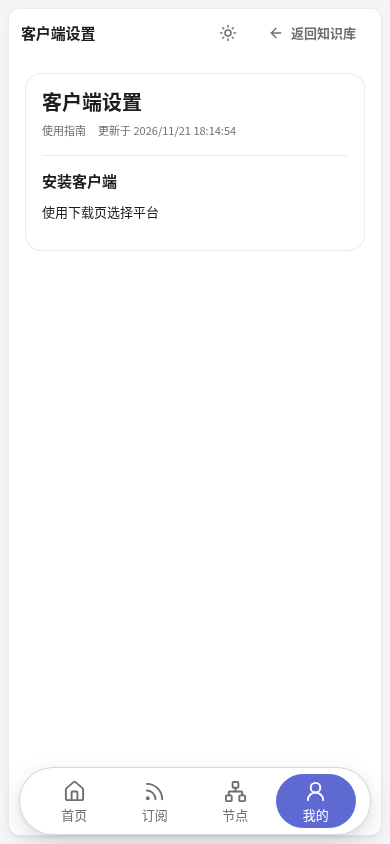 客户端设置
返回知识库
客户端设置
使用指南 更新于 2026/11/21 18:14:54
安装客户端
使用下载页选择平台
首页
订阅
节点
我的